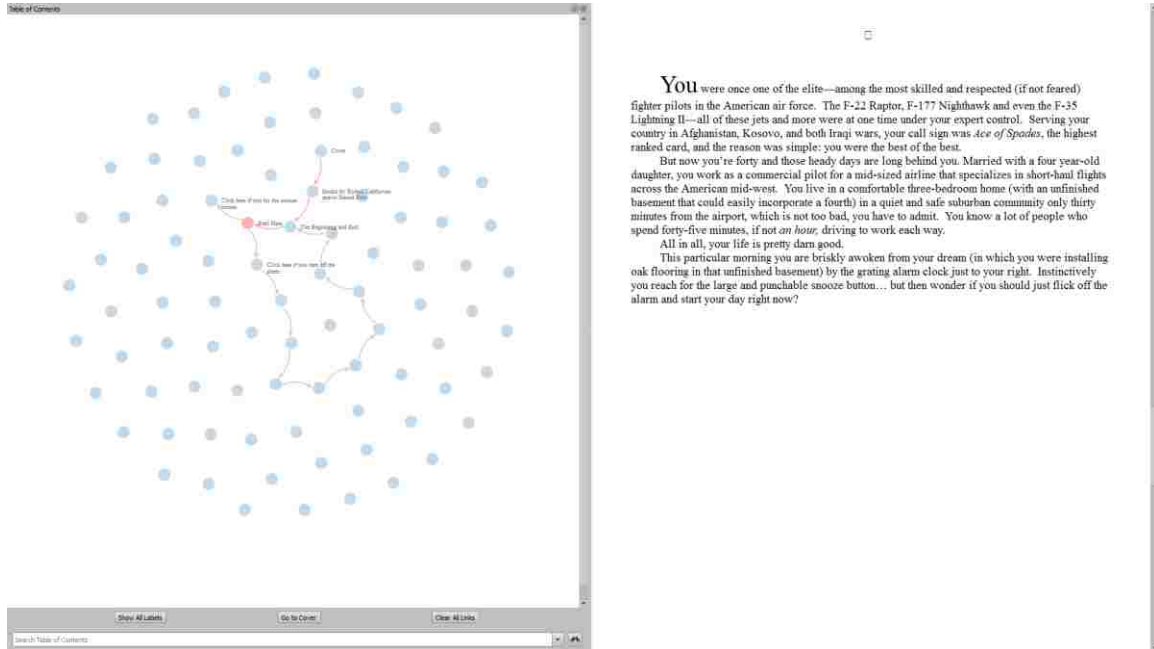 Table of Contents
Cover
Click here if you hit the snooze
button
Start Here
The Beginning and End!
Click here if you turn off the
alarm
Show All Labels
Go to Cover
Clear All Links
Search Table of Contents
You were once one of the elite—among the most skilled and respected (if not feared)
fighter pilots in the American air force. The F-22 Raptor, F-177 Nighthawk and even the F-35
Lightning II—all of these jets and more were at one time under your expert control. Serving your
country in Afghanistan, Kosovo, and both Iraqi wars, your call sign was Ace of Spades, the highest
ranked card, and the reason was simple: you were the best of the best.
But now you're forty and those heady days are long behind you. Married with a four year-old
daughter, you work as a commercial pilot for a mid-sized airline that specializes in short-haul flights
across the American mid-west. You live in a comfortable three-bedroom home (with an unfinished
basement that could easily incorporate a fourth) in a quiet and safe suburban community only thirty
minutes from the airport, which is not too bad, you have to admit. You know a lot of people who
spend forty-five minutes, if not an hour, driving to work each way.
All in all, your life is pretty darn good.
This particular morning you are briskly awoken from your dream (in which you were installing
oak flooring in that unfinished basement) by the grating alarm clock just to your right. Instinctively
you reach for the large and punchable snooze button… but then wonder if you should just flick off the
alarm and start your day right now?